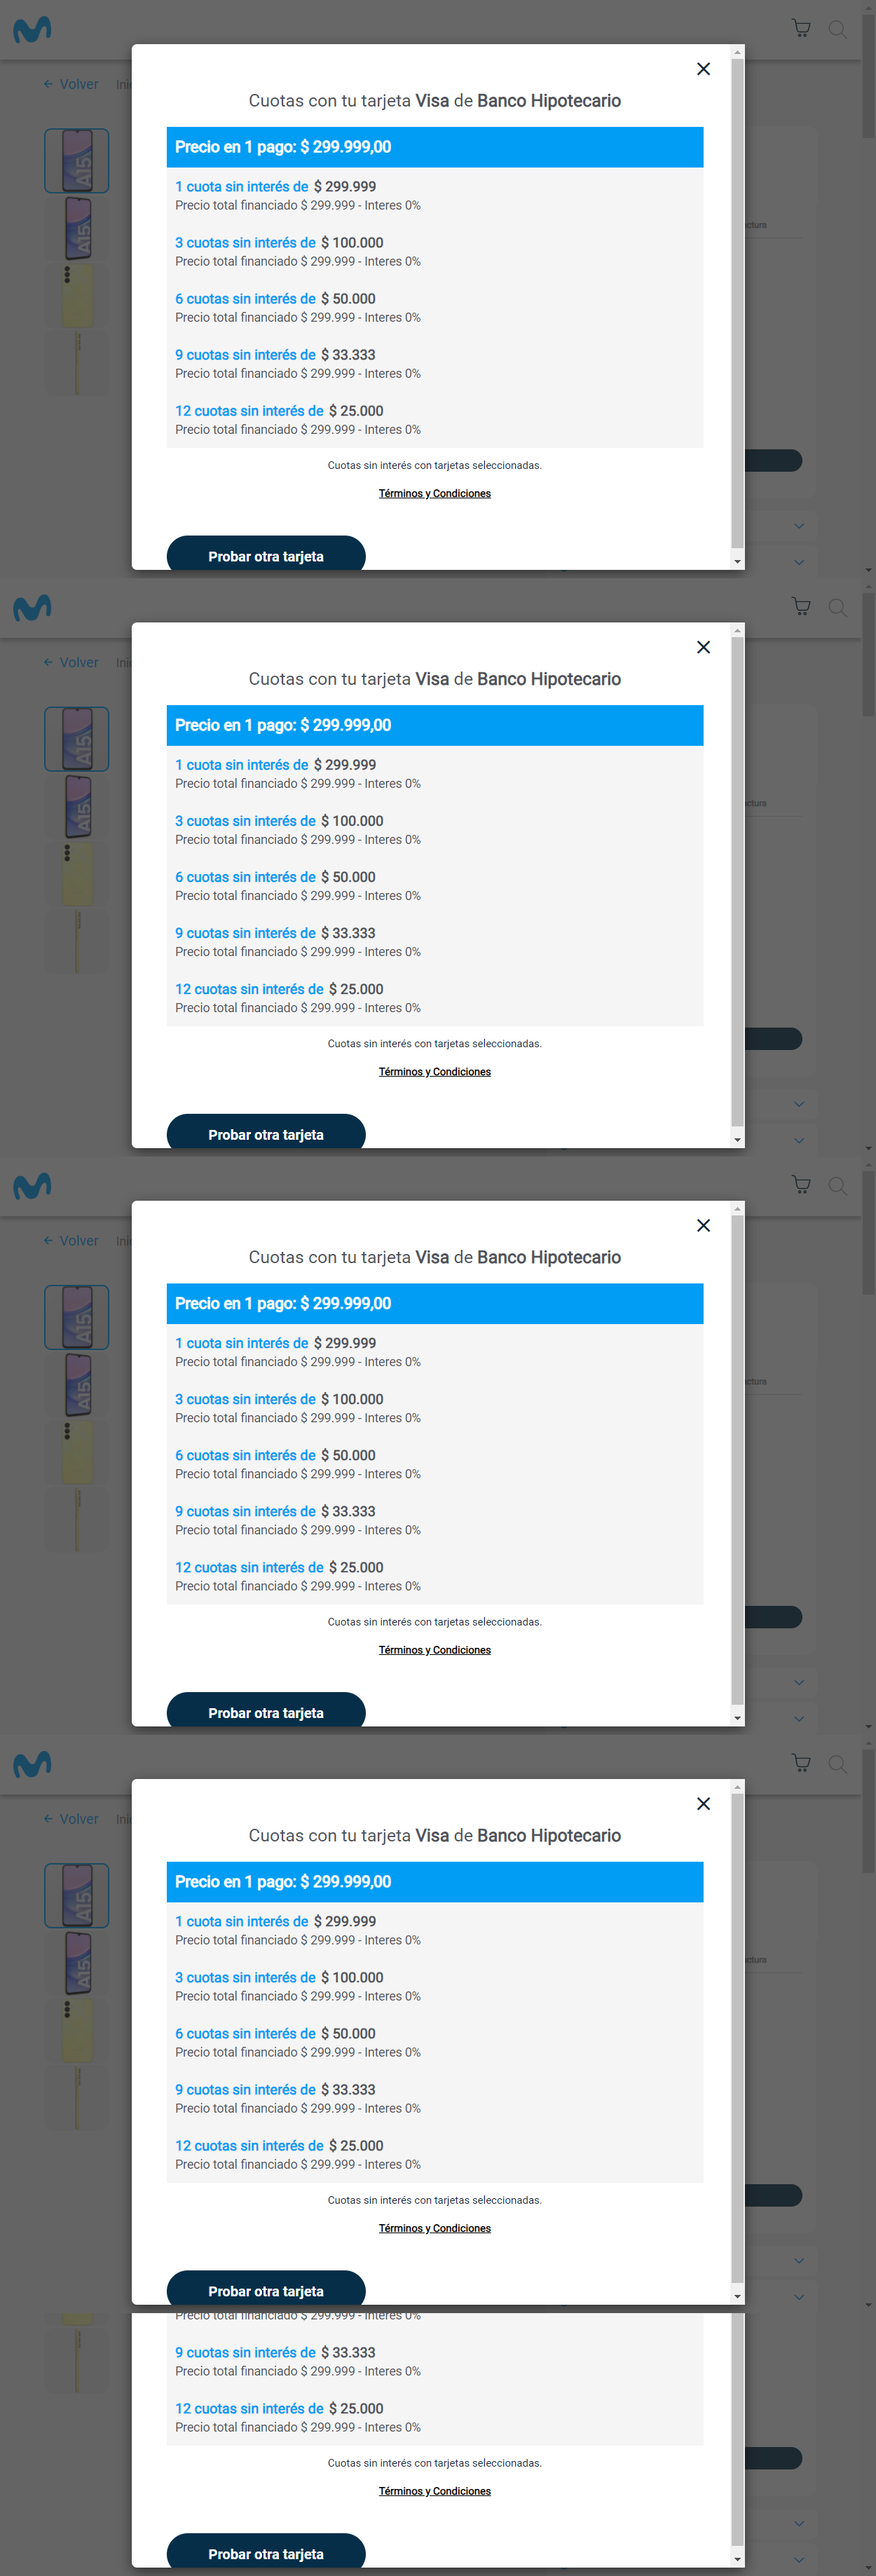 ← Volver
Cuotas con tu tarjeta Visa de Banco Hipotecario
Precio en 1 pago: $ 299.999,00
1 cuota sin interés de $ 299.999
Precio total financiado $ 299.999 - Interes 0%
3 cuotas sin interés de $ 100.000
Precio total financiado $ 299.999 - Interes 0%
6 cuotas sin interés de $ 50.000
Precio total financiado $ 299.999 - Interes 0%
9 cuotas sin interés de $ 33.333
Precio total financiado $ 299.999 - Interes 0%
12 cuotas sin interés de $ 25.000
Precio total financiado $ 299.999 - Interes 0%
Cuotas sin interés con tarjetas seleccionadas.
Términos y Condiciones
Probar otra tarjeta
A15
A15
← Volver
Cuotas con tu tarjeta Visa de Banco Hipotecario
Precio en 1 pago: $ 299.999,00
1 cuota sin interés de $ 299.999
Precio total financiado $ 299.999 - Interes 0%
3 cuotas sin interés de $ 100.000
Precio total financiado $ 299.999 - Interes 0%
6 cuotas sin interés de $ 50.000
Precio total financiado $ 299.999 - Interes 0%
9 cuotas sin interés de $ 33.333
Precio total financiado $ 299.999 - Interes 0%
12 cuotas sin interés de $ 25.000
Precio total financiado $ 299.999 - Interes 0%
Cuotas sin interés con tarjetas seleccionadas.
Términos y Condiciones
Probar otra tarjeta
A15
A15
← Volver
Cuotas con tu tarjeta Visa de Banco Hipotecario
Precio en 1 pago: $ 299.999,00
1 cuota sin interés de $ 299.999
Precio total financiado $ 299.999 - Interes 0%
3 cuotas sin interés de $ 100.000
Precio total financiado $ 299.999 - Interes 0%
6 cuotas sin interés de $ 50.000
Precio total financiado $ 299.999 - Interes 0%
9 cuotas sin interés de $ 33.333
Precio total financiado $ 299.999 - Interes 0%
12 cuotas sin interés de $ 25.000
Precio total financiado $ 299.999 - Interes 0%
Cuotas sin interés con tarjetas seleccionadas.
Términos y Condiciones
Probar otra tarjeta
A15
A15
← Volver
Cuotas con tu tarjeta Visa de Banco Hipotecario
Precio en 1 pago: $ 299.999,00
1 cuota sin interés de $ 299.999
Precio total financiado $ 299.999 - Interes 0%
3 cuotas sin interés de $ 100.000
Precio total financiado $ 299.999 - Interes 0%
6 cuotas sin interés de $ 50.000
Precio total financiado $ 299.999 - Interes 0%
9 cuotas sin interés de $ 33.333
Precio total financiado $ 299.999 - Interes 0%
12 cuotas sin interés de $ 25.000
Precio total financiado $ 299.999 - Interes 0%
Cuotas sin interés con tarjetas seleccionadas.
Términos y Condiciones
Probar otra tarjeta
A15
A15
Precio total financiado $ 299.999 - Interes 0%
9 cuotas sin interés de $ 33.333
Precio total financiado $ 299.999 - Interes 0%
12 cuotas sin interés de $ 25.000
Precio total financiado $ 299.999 - Interes 0%
Cuotas sin interés con tarjetas seleccionadas.
Términos y Condiciones
Probar otra tarjeta